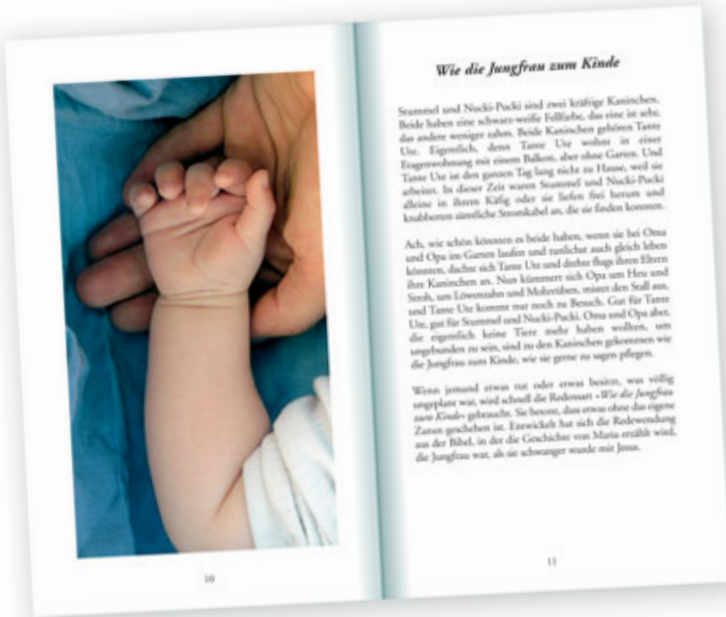 10
Wie die Jungfrau zum Kinde
Stummel und Nucki-Pucki sind zwei kräftige Kaninchen.
Beide haben eine schwarz-weiße Fellfarbe, das eine ist sehr,
das andere weniger zahm. Beide Kaninchen gehören Tante
Ute. Eigentlich, denn Tante Ute wohnt in einer
Etagenwohnung mit einem Balkon, aber ohne Garten. Und
Tante Ute ist den ganzen Tag lang nicht zu Hause, weil sie
arbeitet. In dieser Zeit waren Stummel und Nucki-Pucki
alleine in ihrem Käfig oder sie liefen frei herum und
knabberten sämtliche Stromkabel an, die sie finden konnten.
Ach, wie schön könnten es beide haben, wenn sie bei Oma
und Opa im Garten laufen und tunlichst auch gleich leben
könnten, dachte sich Tante Ute und drehte flugs ihren Eltern
ihre Kaninchen an. Nun kümmert sich Opa um Heu und
Stroh, um Löwenzahn und Mohrrüben, mistet den Stall aus,
und Tante Ute kommt nur noch zu Besuch. Gut für Tante
Ute, gut für Stummel und Nucki-Pucki. Oma und Opa aber,
die eigentlich keine Tiere mehr haben wollten, um
ungebunden zu sein, sind zu den Kaninchen gekommen wie
die Jungfrau zum Kinde, wie sie gerne zu sagen pflegen.
Wenn jemand etwas tut oder etwas besitzt, was völlig
ungeplant war, wird schnell die Redensart »Wie die Jungfrau
zum Kinde« gebraucht. Sie betont, dass etwas ohne das eigene
Zutun geschehen ist. Entwickelt hat sich die Redewendung
aus der Bibel, in der die Geschichte von Maria erzählt wird,
die Jungfrau war, als sie schwanger wurde mit Jesus.
11